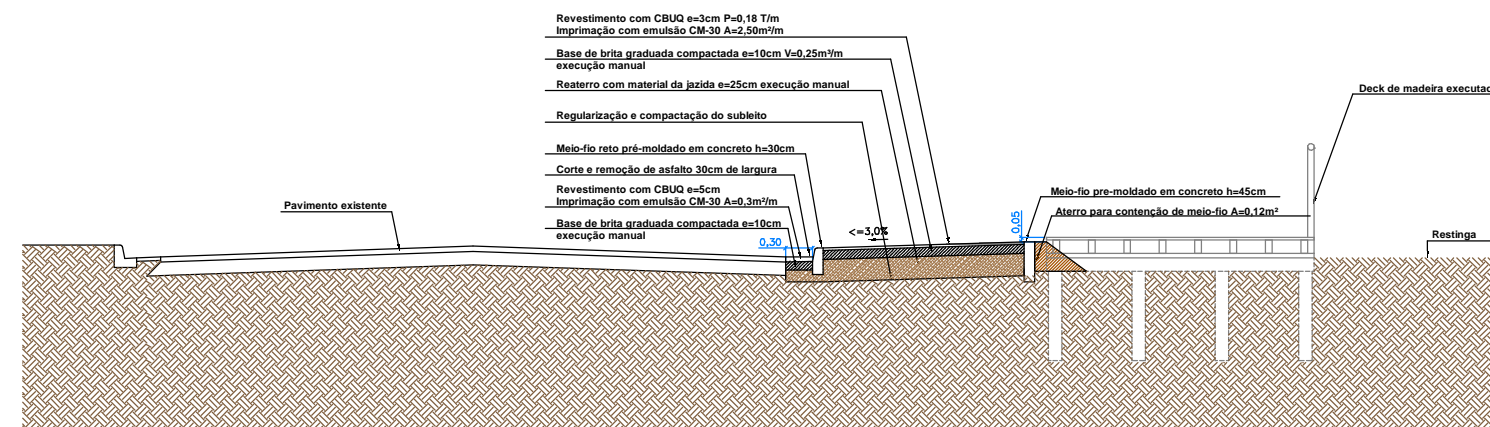 Revestimento com CBUQ e=3cm P=0,18 T/m
Imprimação com emulsão CM-30 A=2,50m²/m
Base de brita graduada compactada e=10cm V=0,25m³/m
execução manual
Reaterro com material da jazida e=25cm execução manual
Regularização e compactação do subleito
Meio-fio reto pré-moldado em concreto h=30cm
Corte e remoção de asfalto 30cm de largura
Revestimento com CBUQ e=5cm
Imprimação com emulsão CM-30 A=0,3m²/m
Base de brita graduada compactada e=10cm
execução manual
Pavimento existente
0,30
<=3,0%
0,05
Deck de madeira executad
Meio-fio pre-moldado em concreto h=45cm
Aterro para contenção de meio-fio A=0,12m²
Restinga